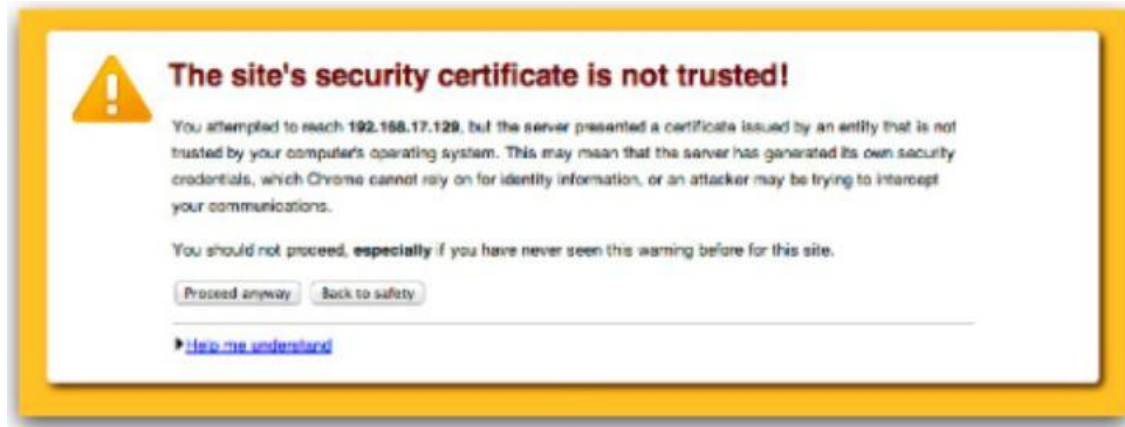 The site's security certificate is not trusted!
You attempted to reach 192.168.17.129, but the server presented a certificate issued by an entity that is not
trusted by your computer's operating system. This may mean that the server has generated its own security
credentials, which Chrome cannot rely on for identity information, or an attacker may be trying to intercept
your communications.
You should not proceed, especially if you have never seen this warning before for this site.
Proceed anyway Back to safety
Help me understand